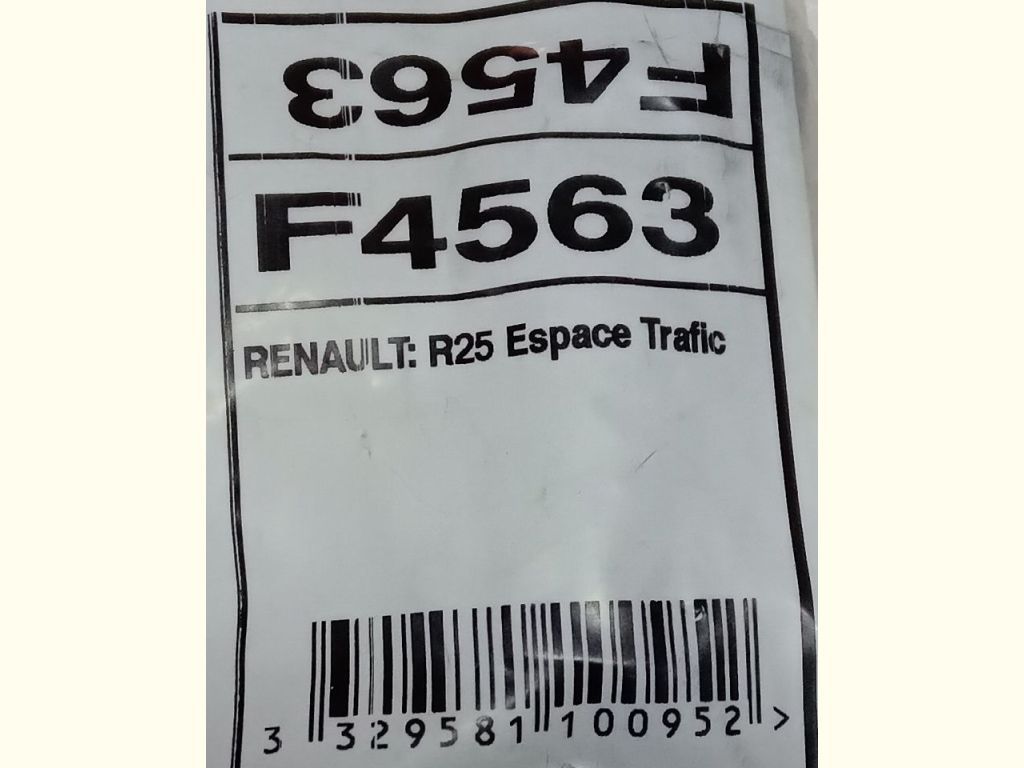 F4563
F4563
RENAULT: R25 Espace Trafic
3 329581 100952 >